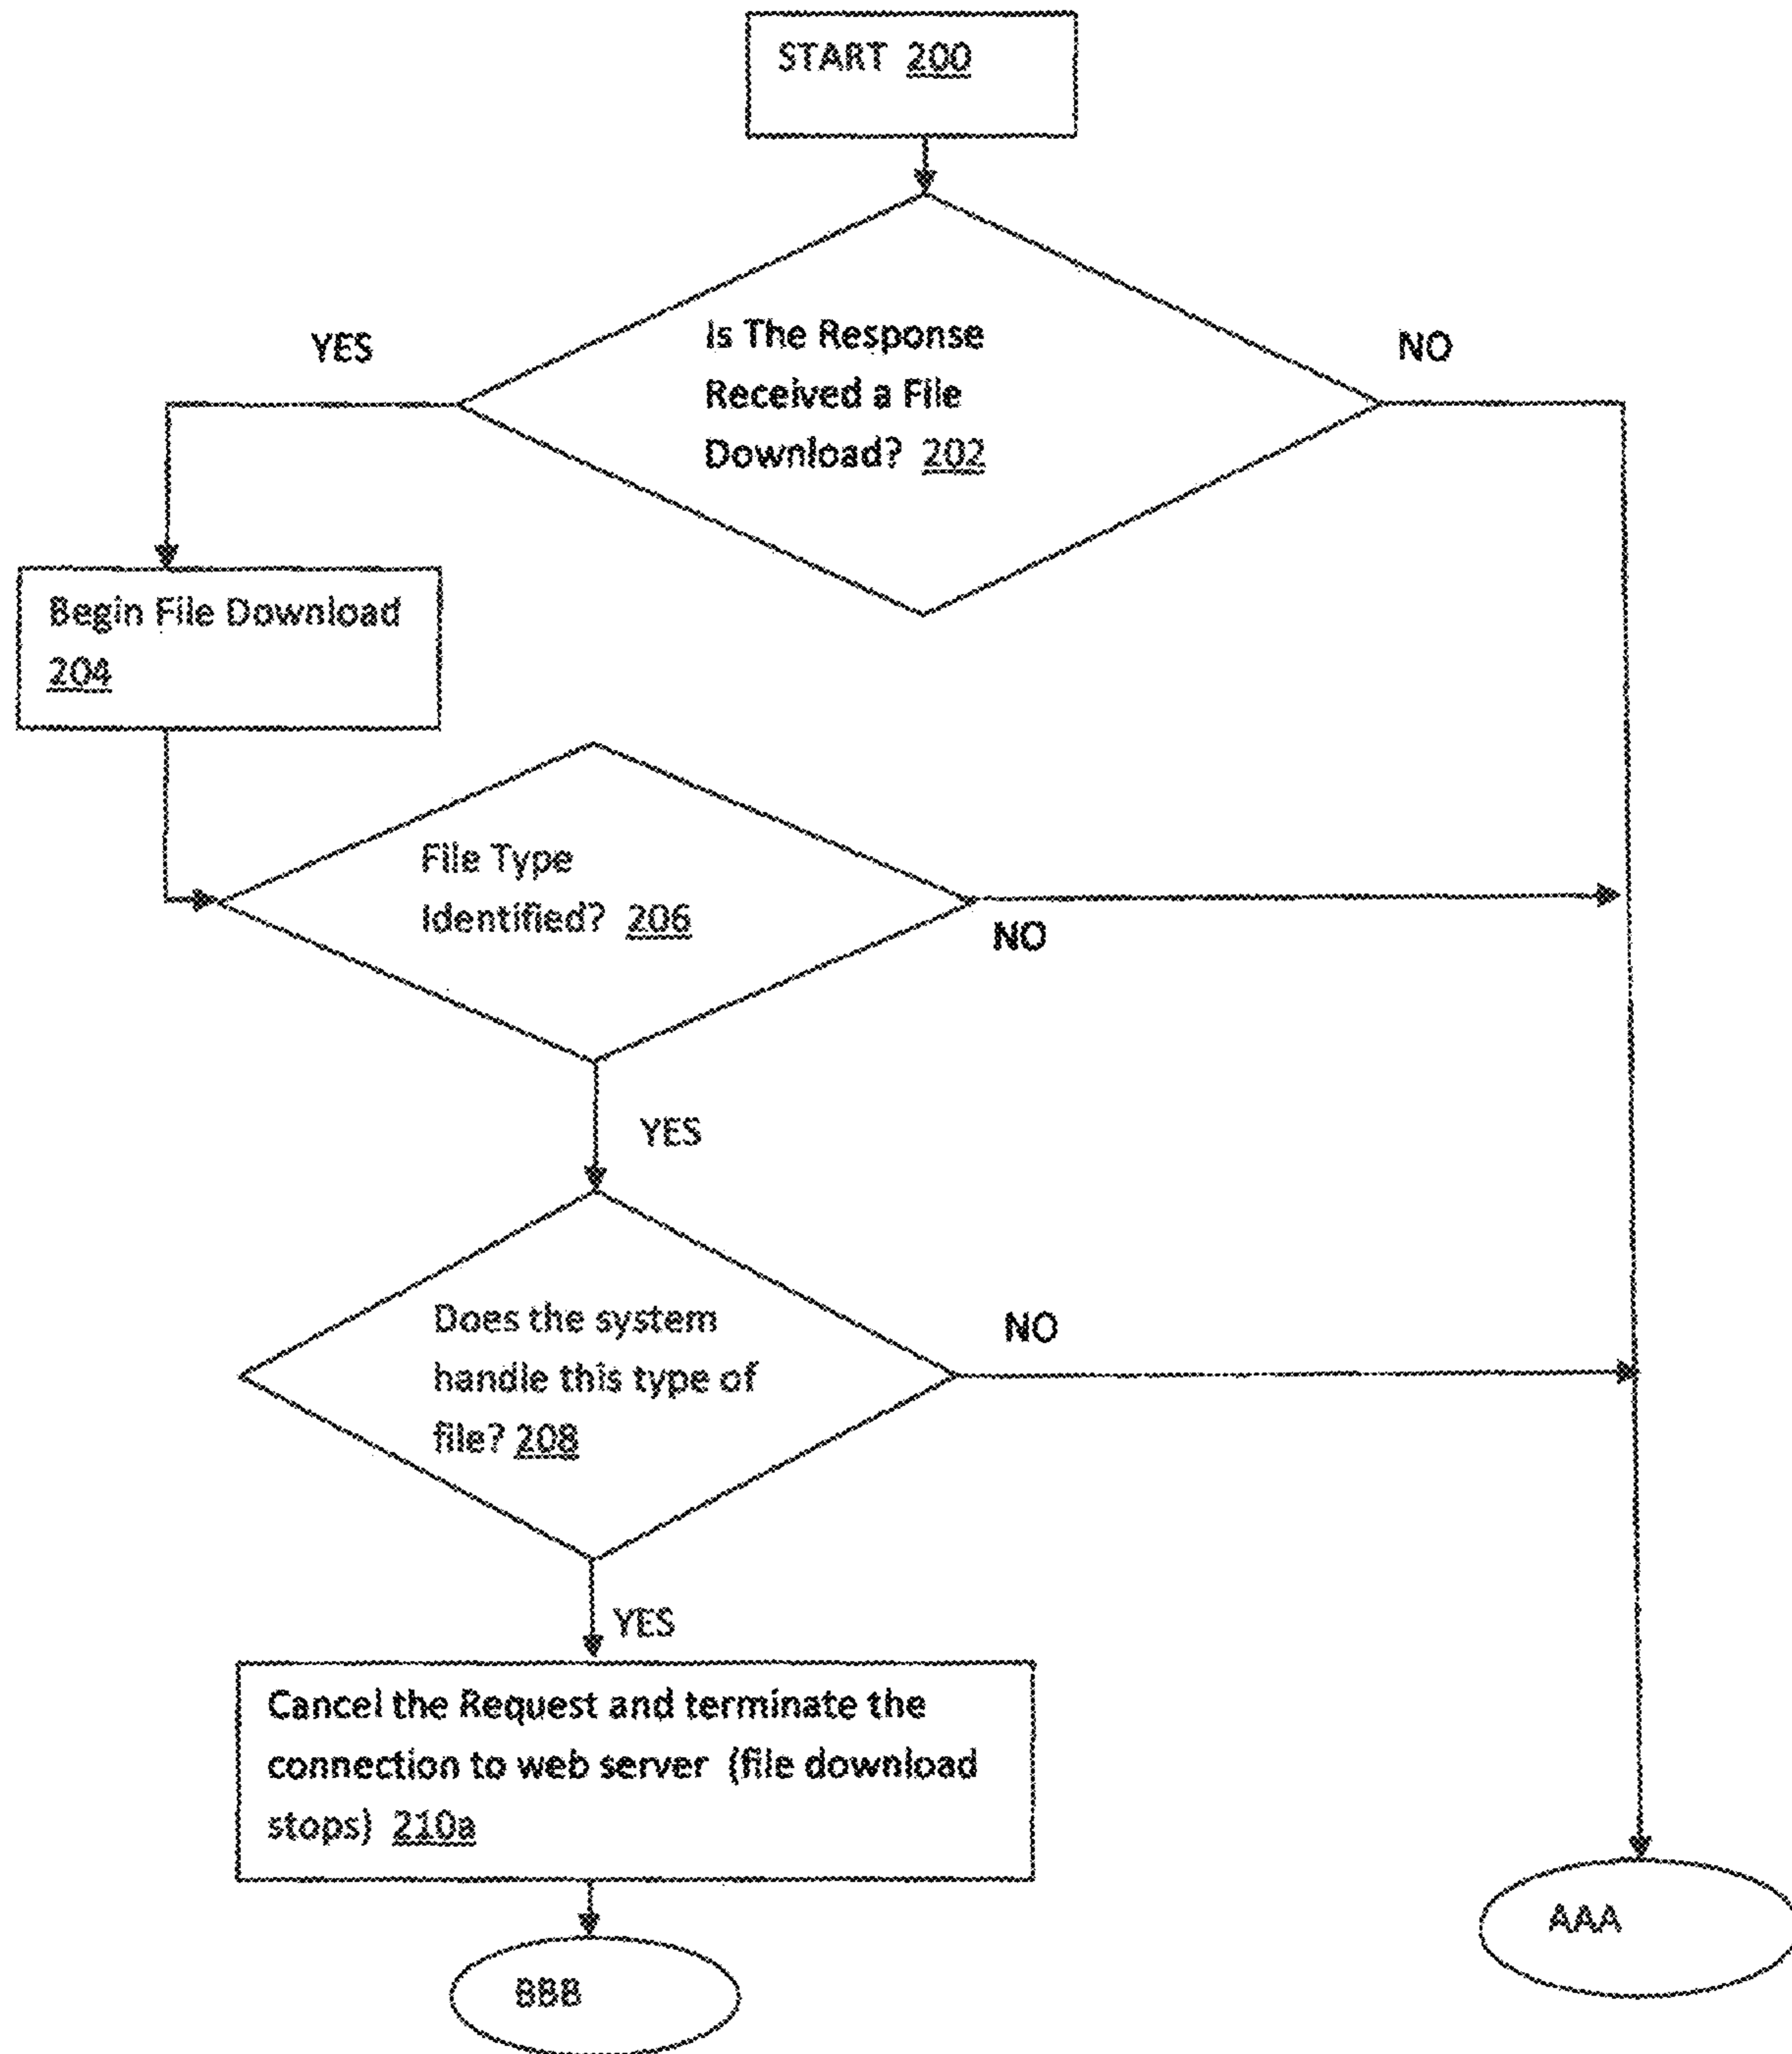 START 200
Is The Response
Received a File
Download? 202
YES
NO
Begin File Download
204
File Type
Identified? 206
NO
YES
Does the system
handle this type of
file? 208
NO
YES
Cancel the Request and terminate the
connection to web server (file download
stops) 210a
AAA
BBB